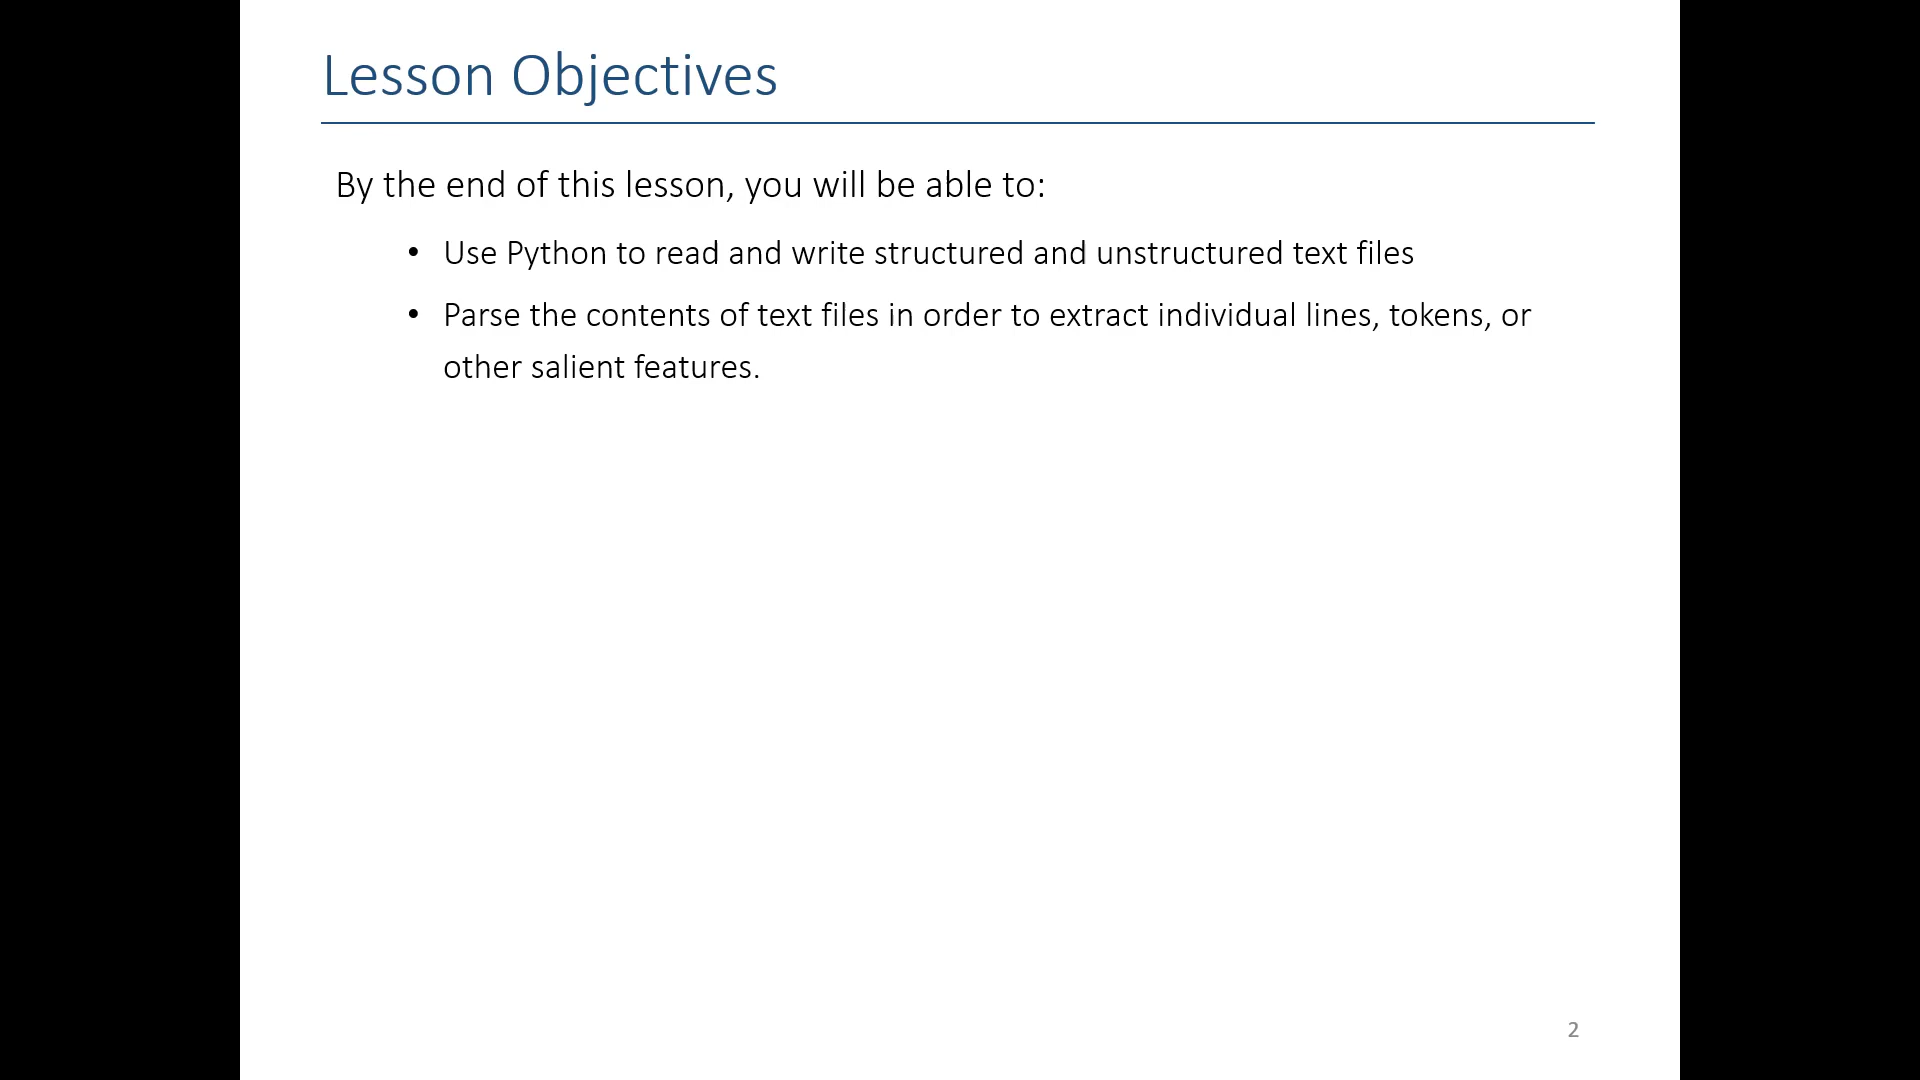 Lesson Objectives
By the end of this lesson, you will be able to:
• Use Python to read and write structured and unstructured text files
• Parse the contents of text files in order to extract individual lines, tokens, or
other salient features.
2